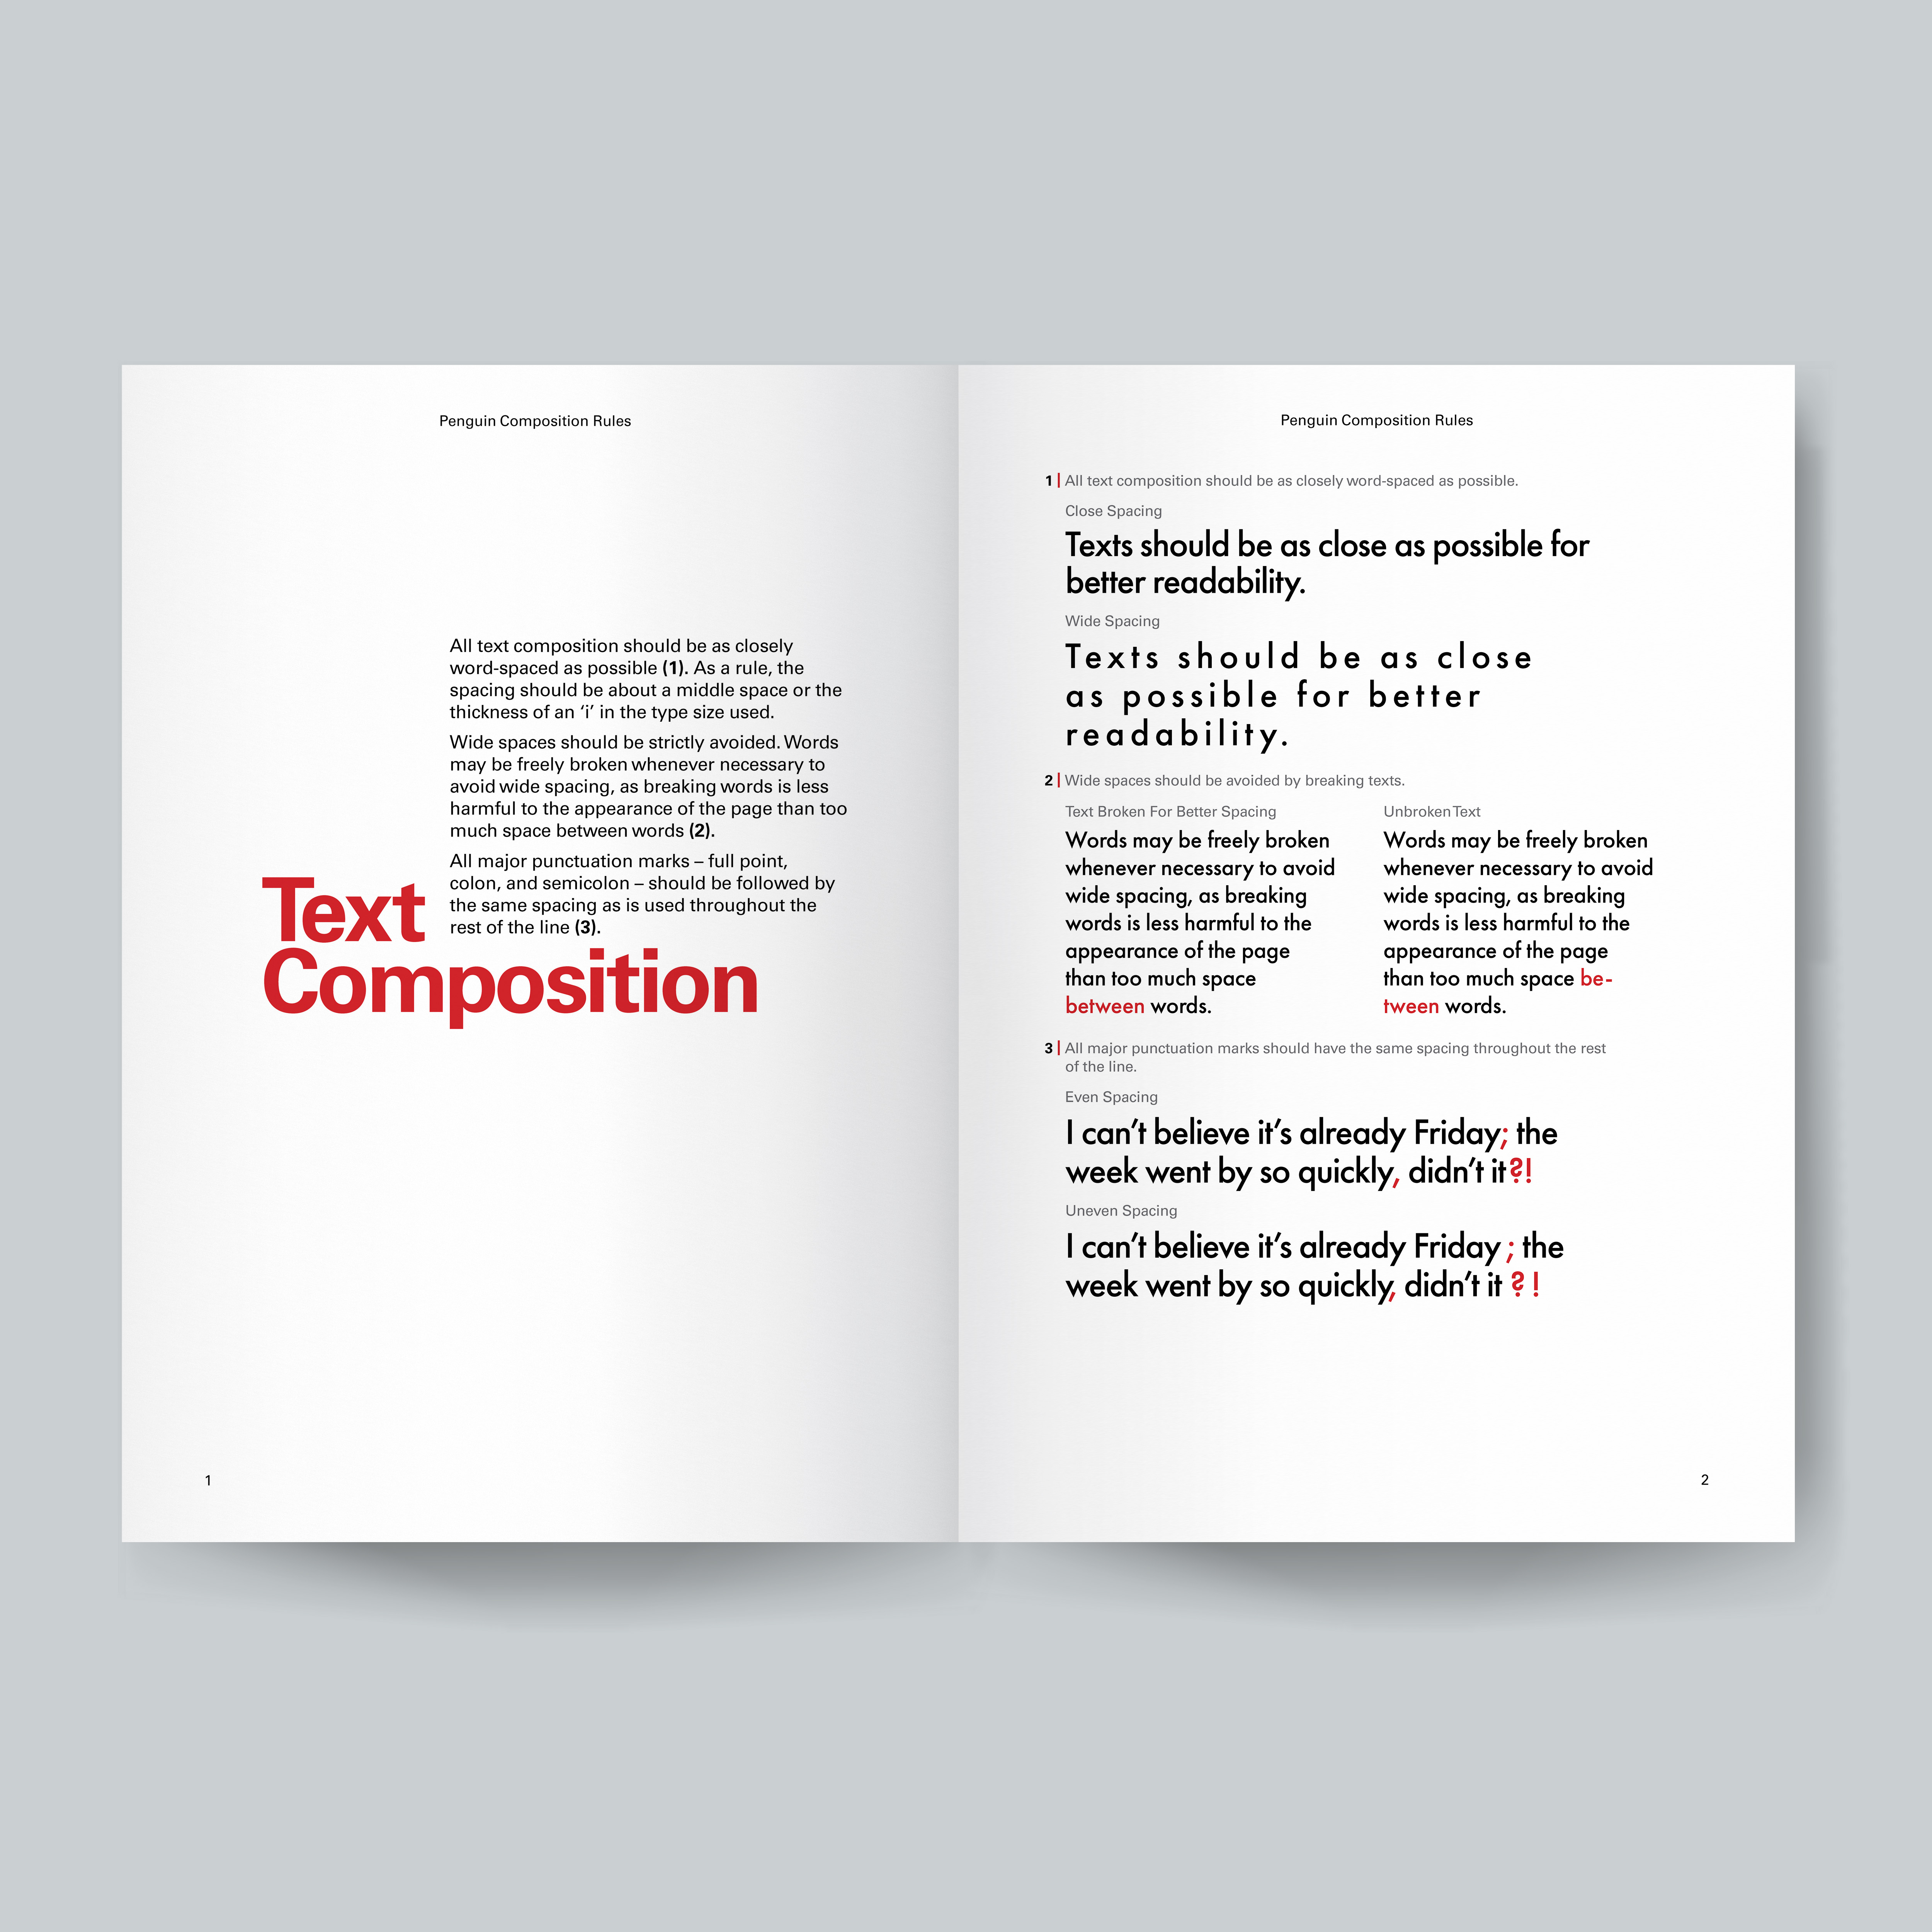 Penguin Composition Rules
All text composition should be as closely
word-spaced as possible (1). As a rule, the
spacing should be about a middle space or the
thickness of an ‘i’ in the type size used.
Wide spaces should be strictly avoided. Words
may be freely broken whenever necessary to
avoid wide spacing, as breaking words is less
harmful to the appearance of the page than too
much space between words (2).
All major punctuation marks – full point,
colon, and semicolon – should be followed by
the same spacing as is used throughout the
rest of the line (3).
Text
Composition
1
Penguin Composition Rules
1 | All text composition should be as closely word-spaced as possible.
Close Spacing
Texts should be as close as possible for
better readability.
Wide Spacing
Texts should be as close
as possible for better
readability.
2 | Wide spaces should be avoided by breaking texts.
Text Broken For Better Spacing
Words may be freely broken
whenever necessary to avoid
wide spacing, as breaking
words is less harmful to the
appearance of the page
than too much space
between words.
Unbroken Text
Words may be freely broken
whenever necessary to avoid
wide spacing, as breaking
words is less harmful to the
appearance of the page
than too much space be-
tween words.
3 | All major punctuation marks should have the same spacing throughout the rest
of the line.
Even Spacing
I can’t believe it’s already Friday; the
week went by so quickly, didn’t it?!
Uneven Spacing
I can’t believe it’s already Friday ; the
week went by so quickly, didn’t it ? !
2